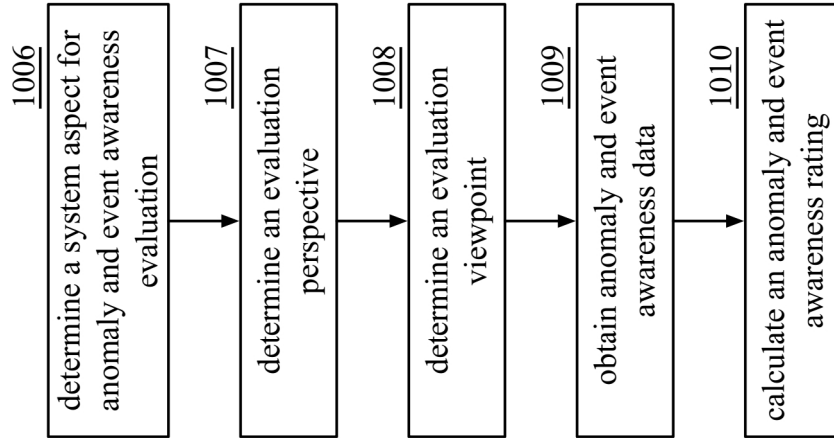 1006
determine a system aspect for
anomaly and event awareness
evaluation
1007
determine an evaluation
perspective
1008
determine an evaluation
viewpoint
1009
obtain anomaly and event
awareness data
1010
calculate an anomaly and event
awareness rating